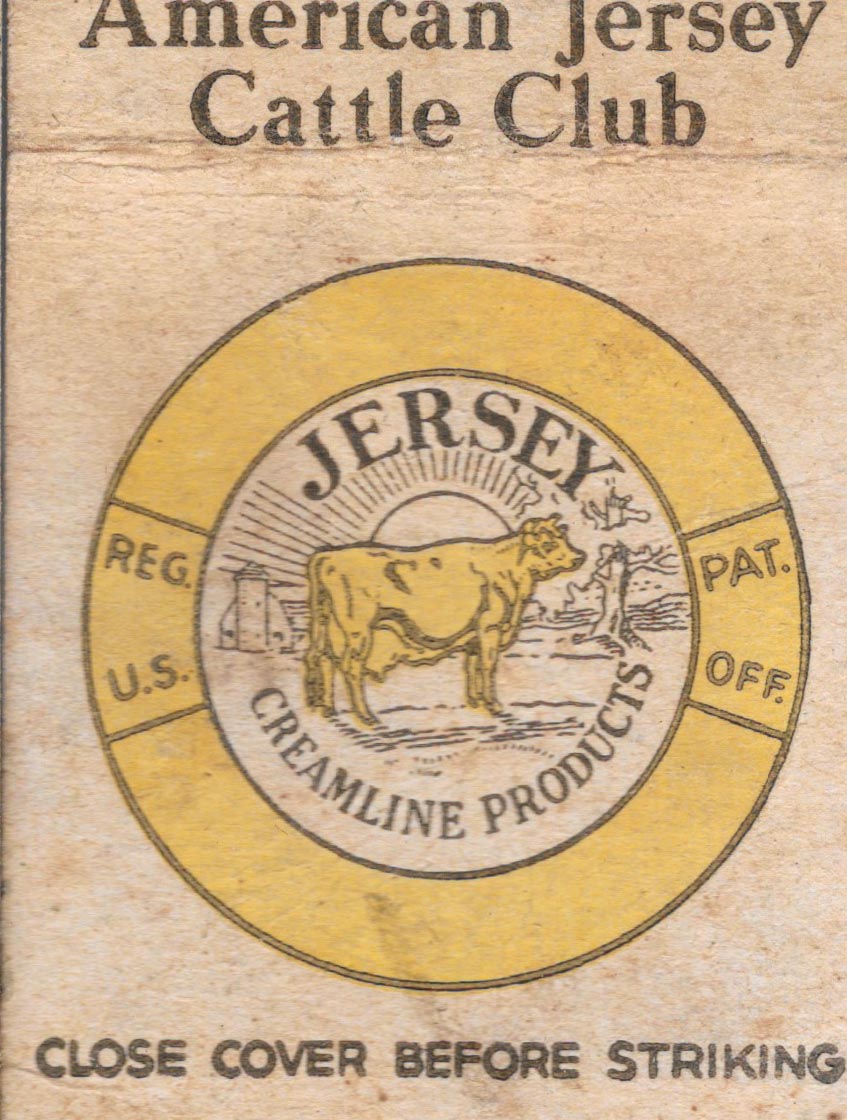 American Jersey
Cattle Club
JERSEY
REG.
U.S.
PAT.
OFF.
CREAMLINE PRODUCTS
CLOSE COVER BEFORE STRIKING